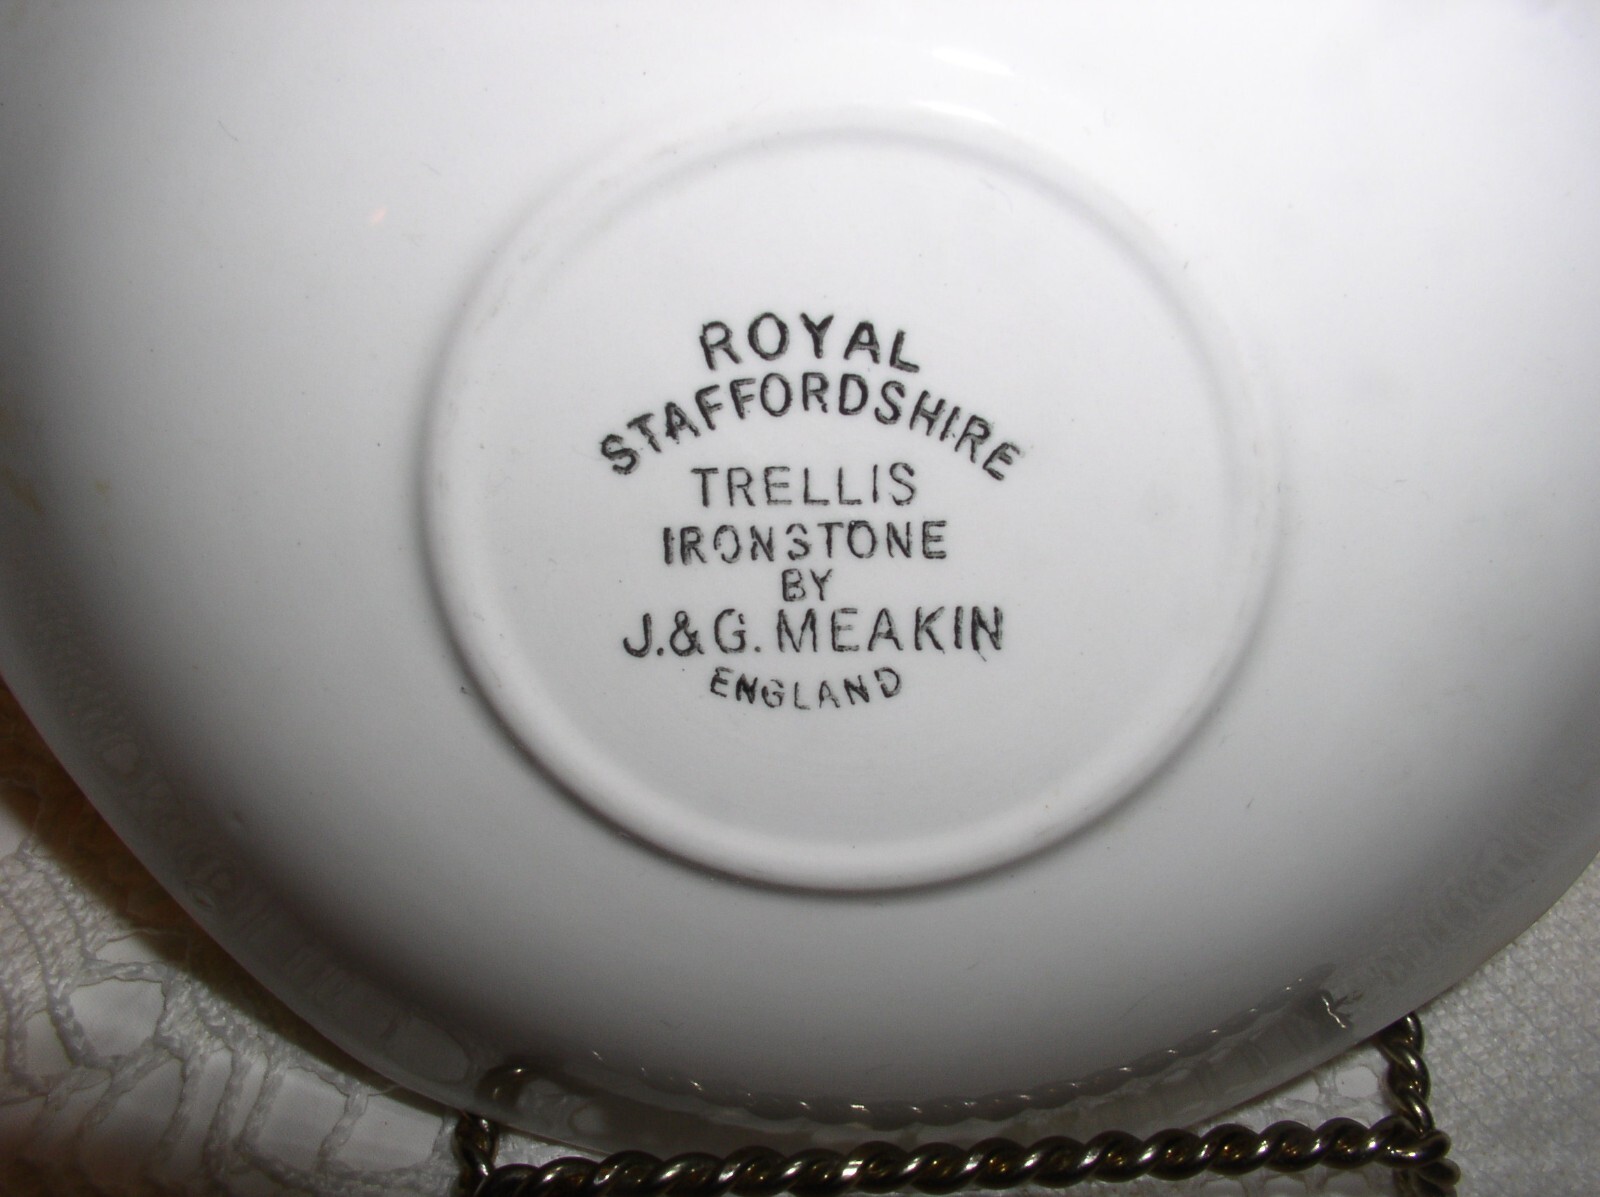 ROYAL
STAFFORDSHIRE
TRELLIS
IRONSTONE
BY
J.&G. MEAKIN
ENGLAND